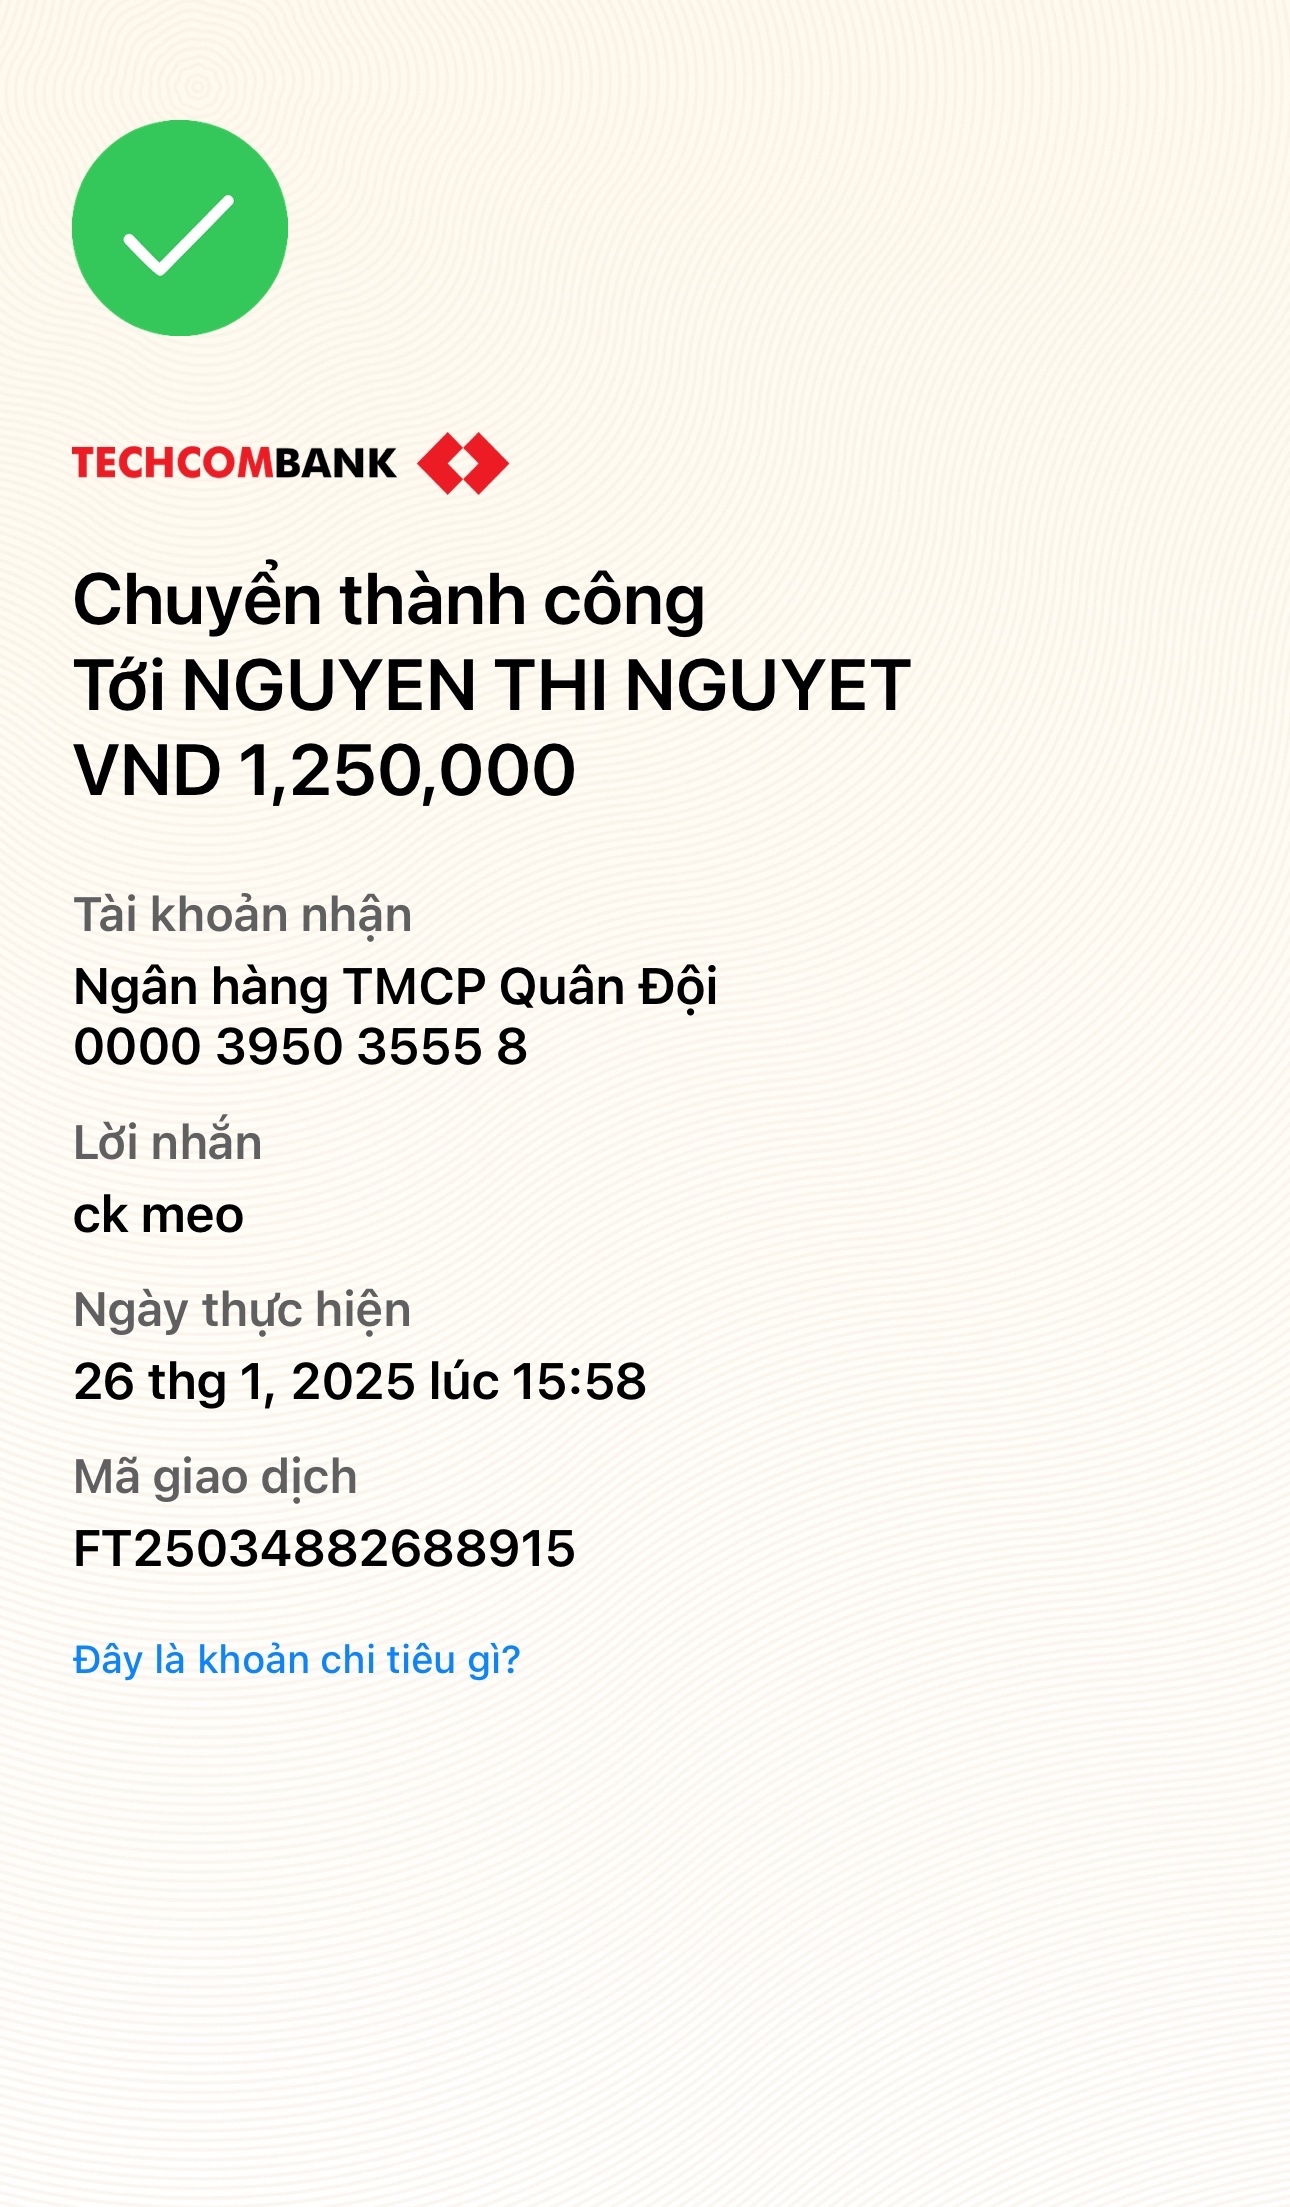 TECHCOMBANK
Chuyển thành công
Tới NGUYEN THI NGUYET
VND 1,250,000
Tài khoản nhận
Ngân hàng TMCP Quân Đội
0000 3950 3555 8
Lời nhắn
ck meo
Ngày thực hiện
26 thg 1, 2025 lúc 15:58
Mã giao dịch
FT25034882688915
Đây là khoản chi tiêu gì?